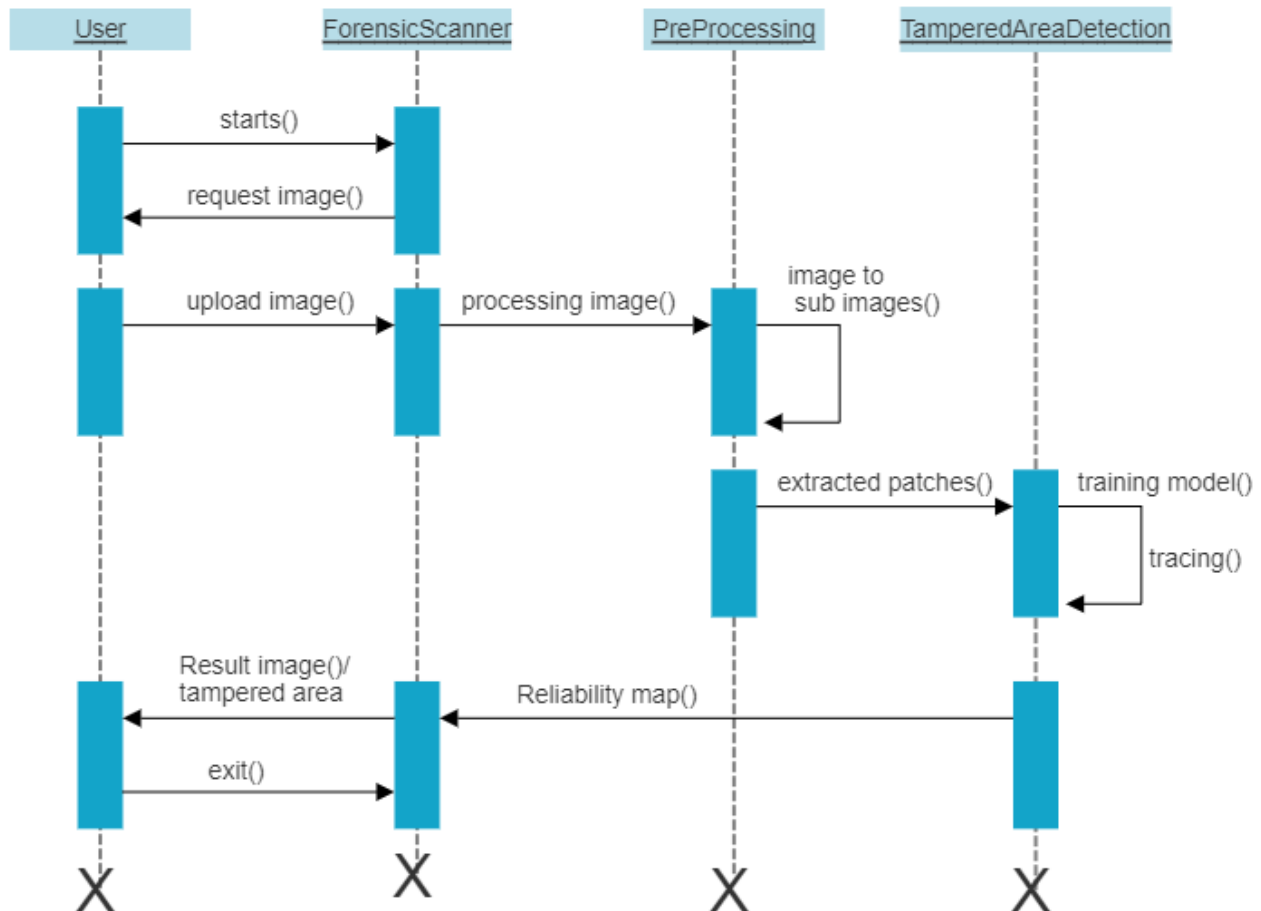 User
ForensicScanner
PreProcessing
TamperedAreaDetection
starts()
request image()
upload image()
processing image()
image to
sub images()
extracted patches()
training model()
tracing()
Result image()/
tampered area
Reliability map()
exit()
X
X
X
X